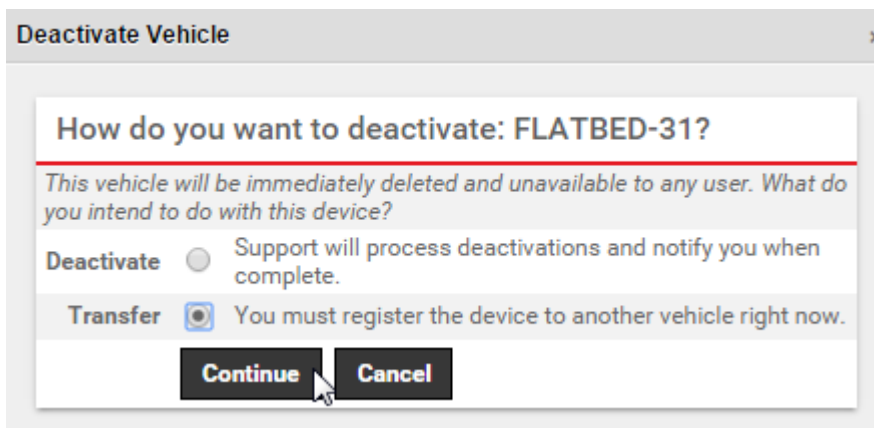 Deactivate Vehicle
How do you want to deactivate: FLATBED-31?
This vehicle will be immediately deleted and unavailable to any user. What do
you intend to do with this device?
Deactivate Support will process deactivations and notify you when
complete.
Transfer You must register the device to another vehicle right now.
Continue Cancel